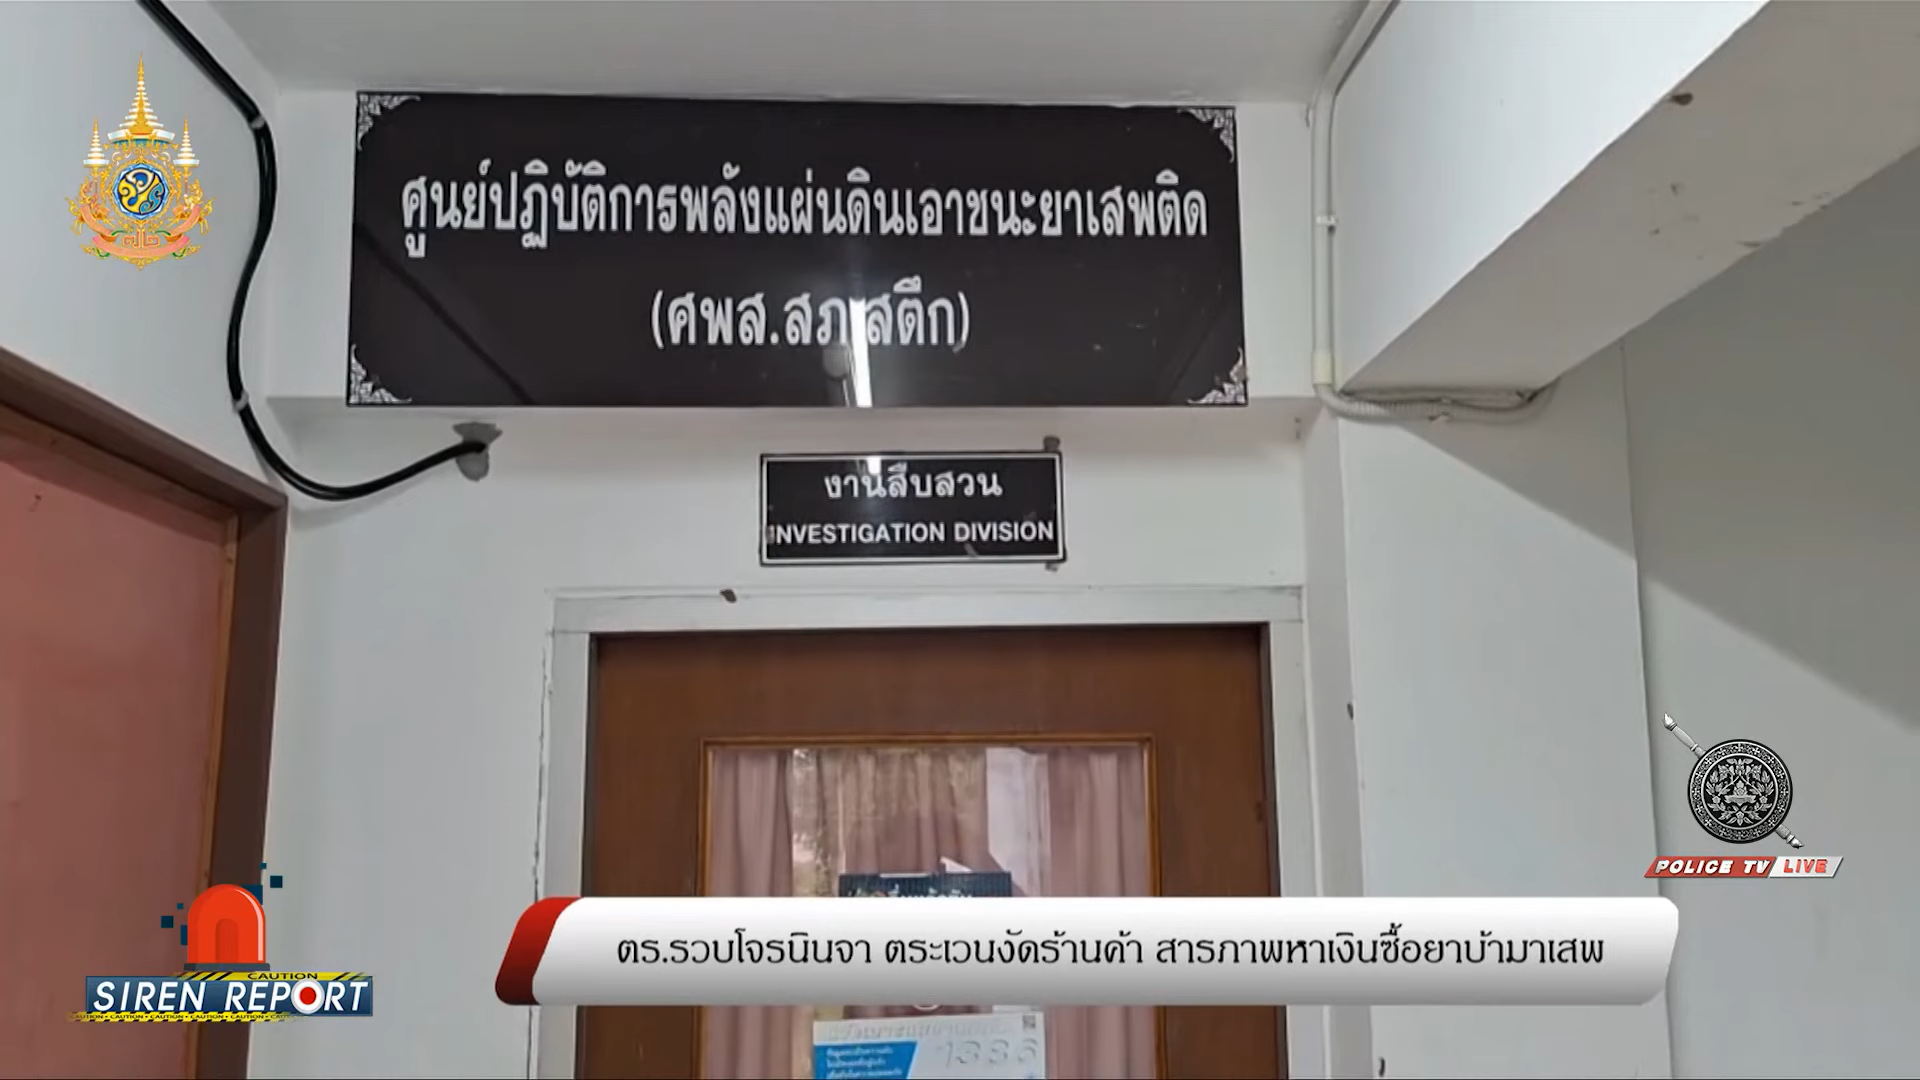 ศูนย์ปฏิบัติการพลังแผ่นดินเอาชนะยาเสพติด
(ศพส.สภ.สตึก)
งานสืบสวน
INVESTIGATION DIVISION
POLICE TV LIVE
ตร.รวบโจรนินจา ตระเวนงัดร้านค้า สารภาพหาเงินซื้อยาบ้ามาเสพ
CAUTION
SIREN REPORT
1386